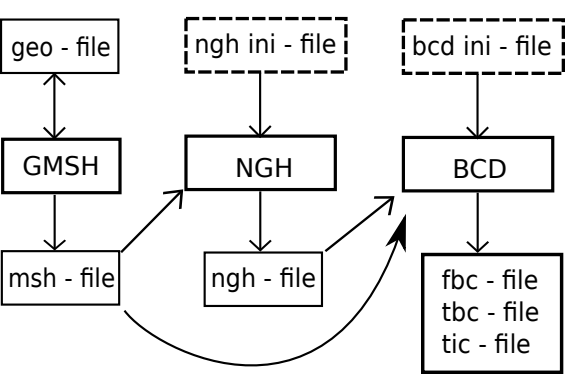 geo - file
ngh ini - file
bcd ini - file
GMSH
NGH
BCD
msh - file
ngh - file
fbc - file
tbc - file
tic - file